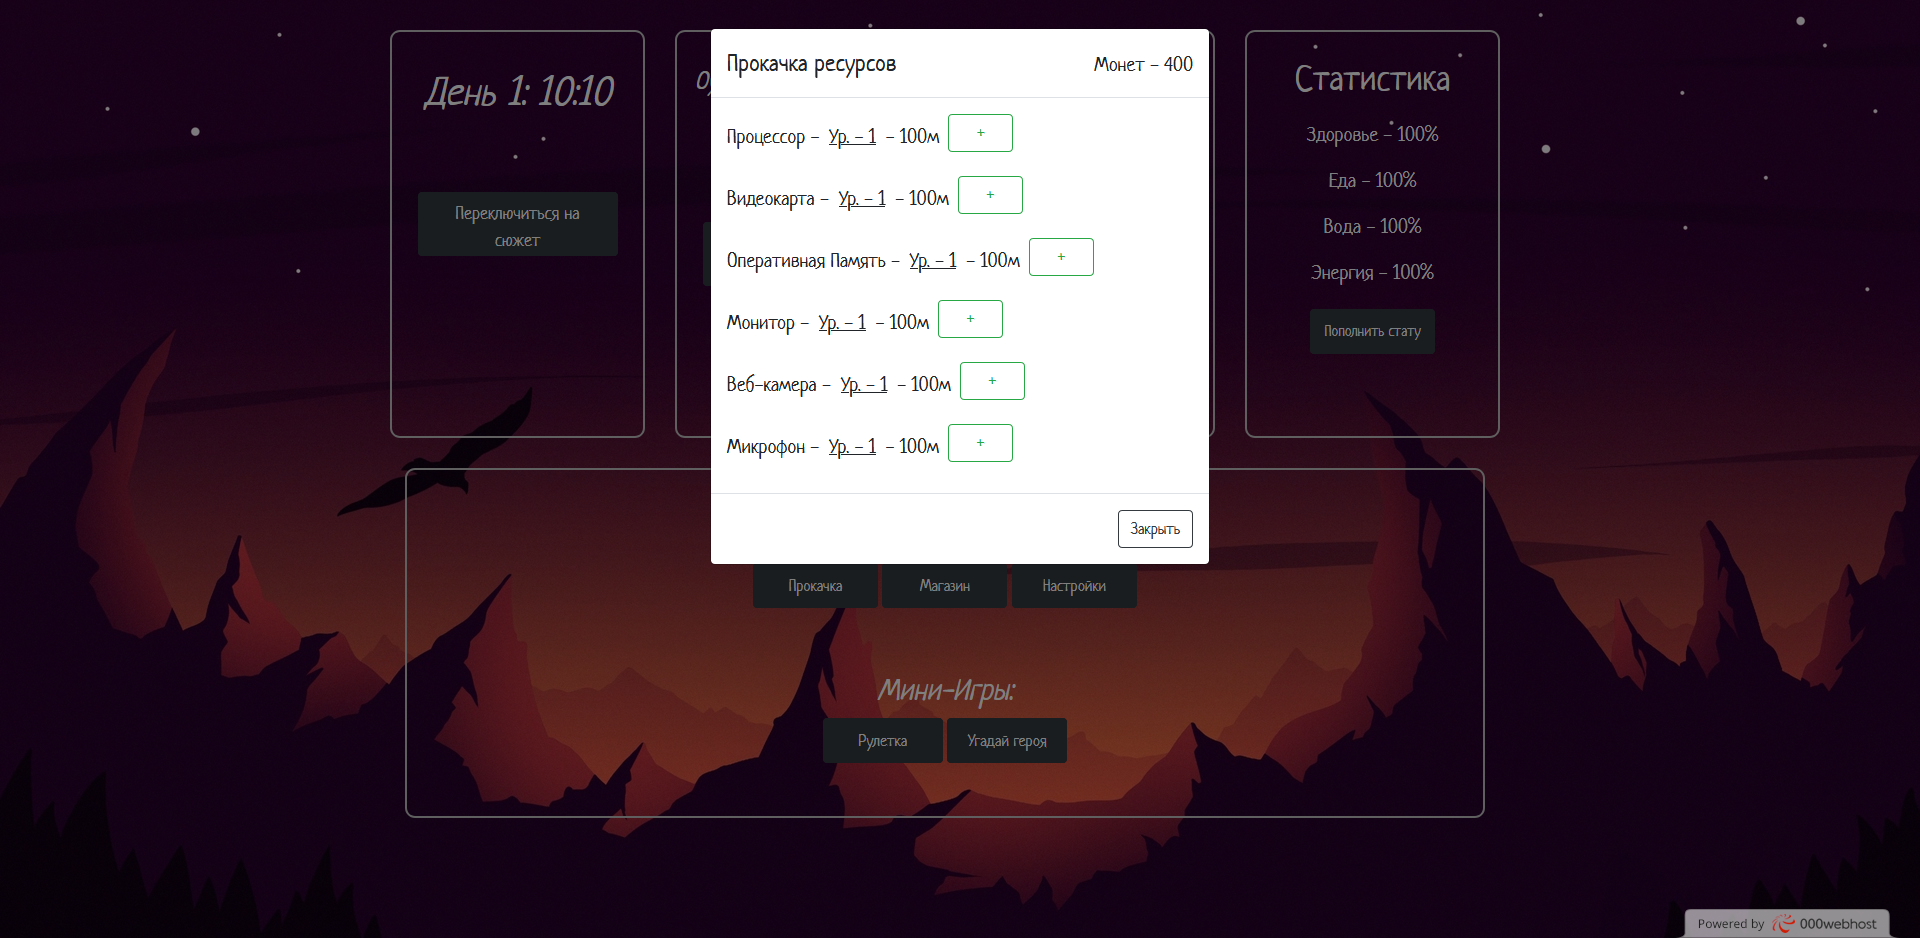 День 1: 10:10
Переключиться на
сюжет
Прокачка ресурсов
Монет - 400
Процессор - Ур. - 1 - 100м +
Видеокарта - Ур. - 1 - 100м +
Оперативная Память - Ур. - 1 - 100м +
Монитор - Ур. - 1 - 100м +
Веб-камера - Ур. - 1 - 100м +
Микрофон - Ур. - 1 - 100м +
Закрыть
Статистика
Здоровье - 100%
Еда - 100%
Вода - 100%
Энергия - 100%
Пополнить стату
Прокачка
Магазин
Настройки
Мини-Игры:
Рулетка
Угадай героя
Powered by 000webhost